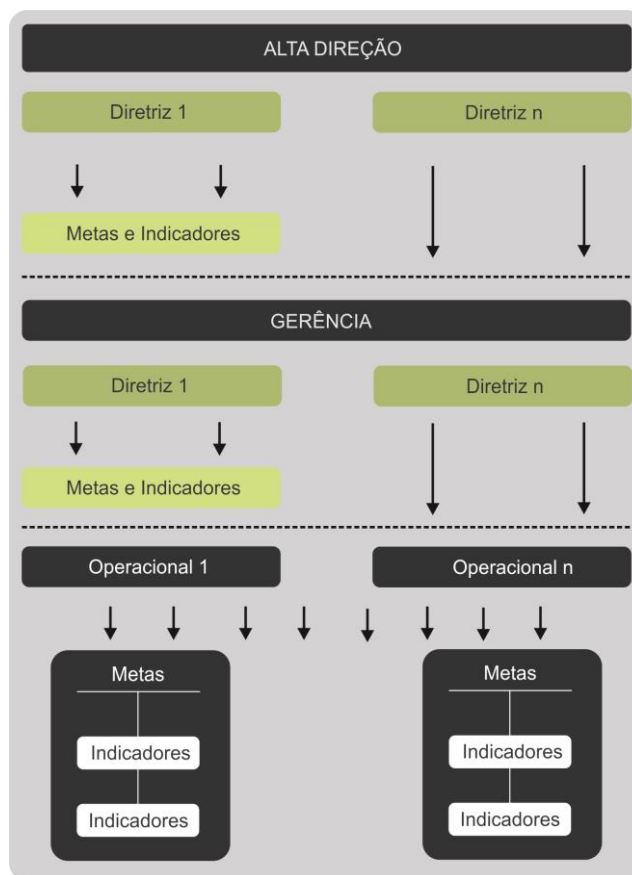 ALTA DIREÇÃO
Diretriz 1
Diretriz n
Metas e Indicadores
GERÊNCIA
Diretriz 1
Diretriz n
Metas e Indicadores
Operacional 1
Operacional n
Metas
Metas
Indicadores
Indicadores
Indicadores
Indicadores